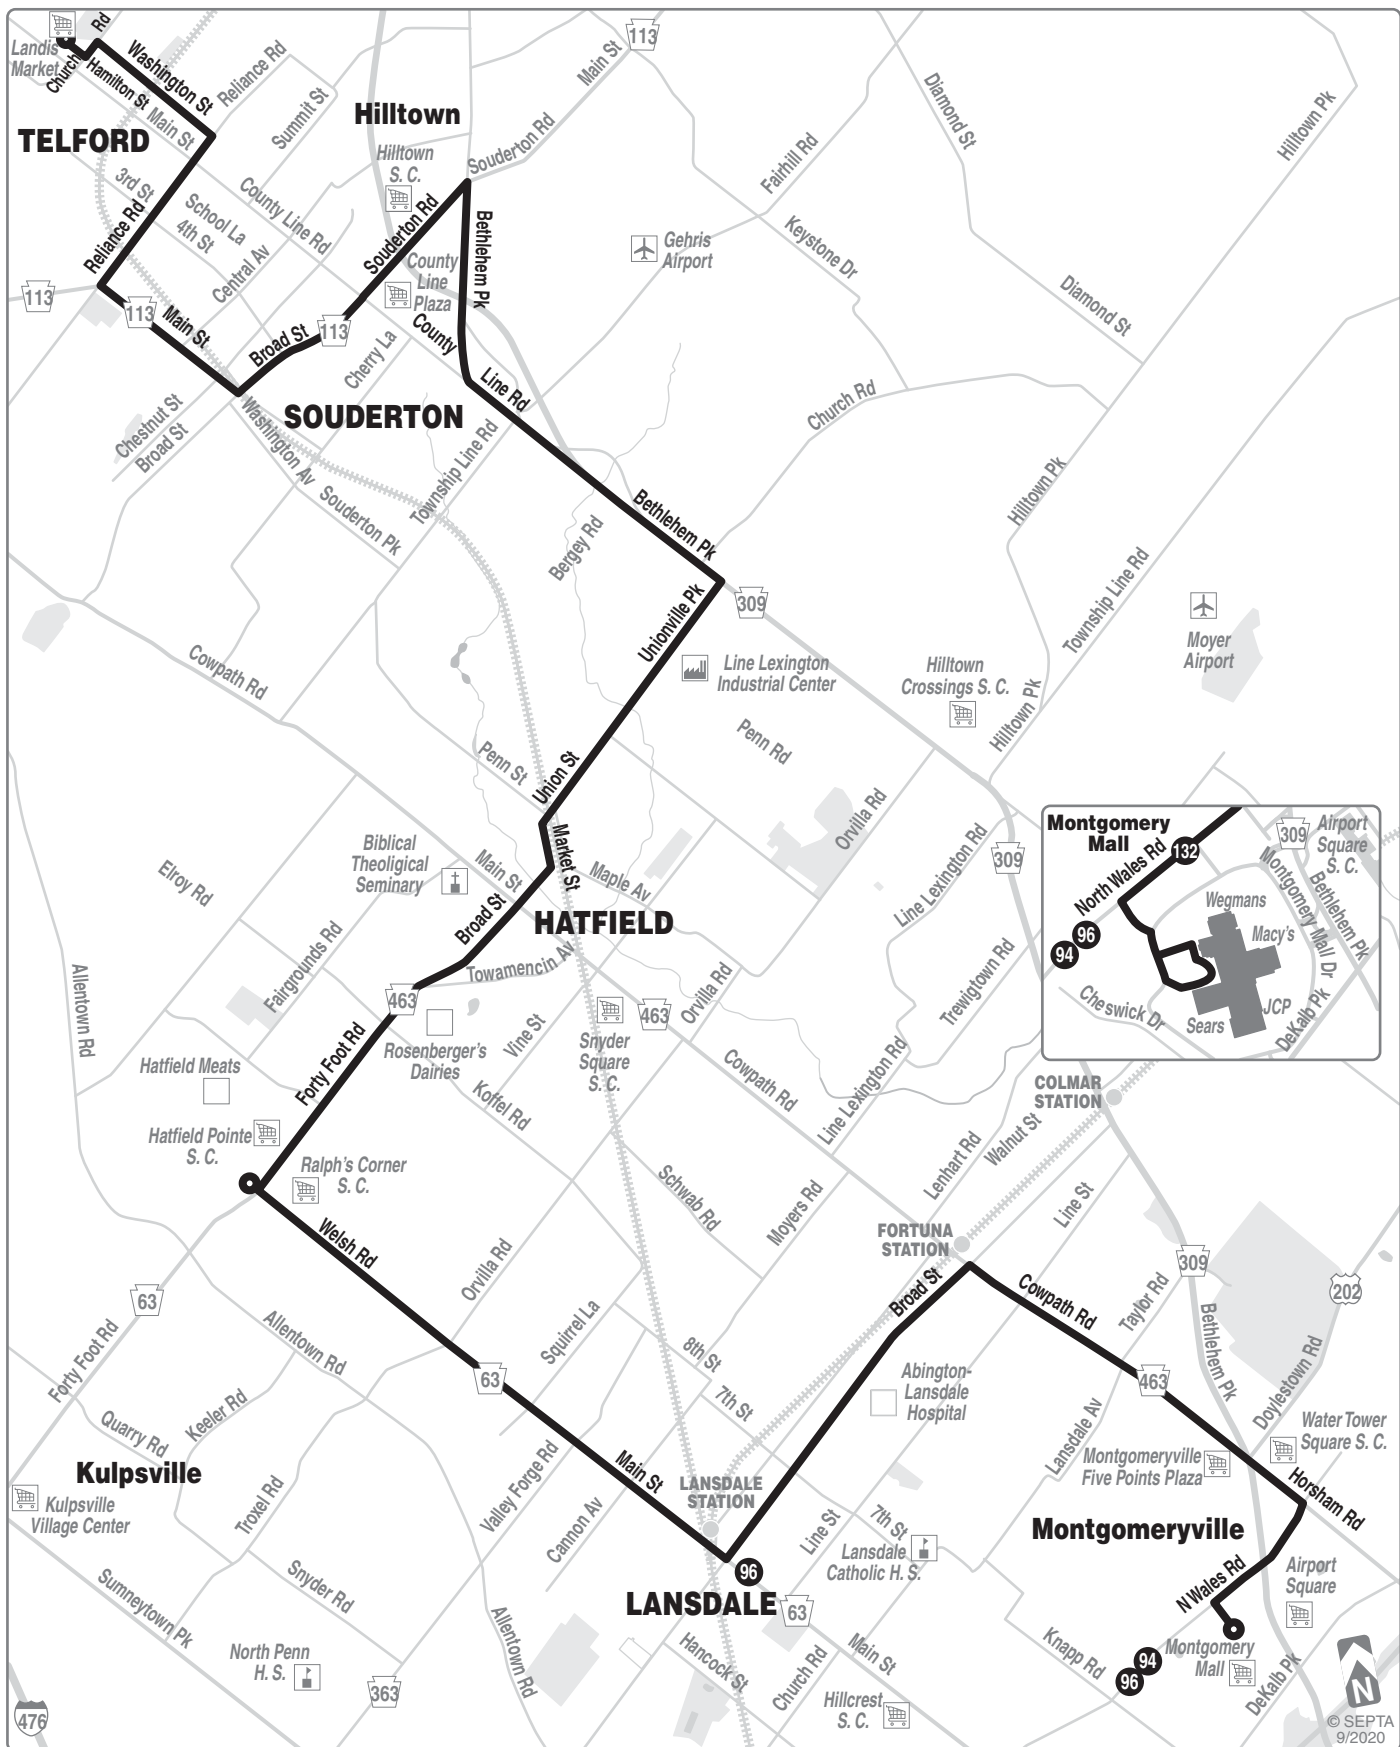 Landis
Market
Church
Rd
Hamilton St
Washington St
Reliance Rd
Summit St
Main St
TELFORD
3rd St
School La
4th St
County Line Rd
Central Av
Reliance Rd
113
113
Main St
Broad St
113
Hilltown
Hilltown
S. C.
Souderton Rd
County
Line
Plaza
Cherry La
Bethlehem Pk
Souderton Rd
Main St
113
County
Line Rd
Gehris
Airport
Fairhill Rd
Keystone Dr
Diamond St
Diamond St
Hilltown Pk
Church Rd
Hilltown Pk
Township Line Rd
Moyer
Airport
SOUDERTON
Chestnut St
Broad St
Washington Av
Souderton Pk
Township Line Rd
Bergey Rd
Bethlehem Pk
309
Unionville Pk
Line Lexington
Industrial Center
Hilltown
Crossings S. C.
Hilltown Pk
Cowpath Rd
Penn Rd
Penn St
Union St
Market St
Orvilla Rd
Line Lexington Rd
309
Biblical
Theoligical
Seminary
Main St
Maple Av
Broad St
HATFIELD
Towamencin Av
Elroy Rd
Fairgrounds Rd
Allentown Rd
463
Rosenberger's
Dairies
Vine St
Snyder
Square
S. C.
463
Orvilla Rd
Trewigtown Rd
Hatfield Meats
Forty Foot Rd
Koffel Rd
Cowpath Rd
Line Lexington Rd
Montgomery
Mall
North Wales Rd
132
309
Airport
Square
S. C.
Montgomery Mall Dr
Bethlehem Pk
Wegmans
Macy's
96
94
Cheswick Dr
Sears
JCP
DeKalb Pk
COLMAR
STATION
Hatfield Pointe
S. C.
Ralph's Corner
S. C.
Welsh Rd
Schwab Rd
Moyers Rd
Lenhart Rd
Walnut St
Line St
FORTUNA
STATION
Orvilla Rd
63
Forty Foot Rd
Allentown Rd
Squirrel La
8th St
7th St
Broad St
Cowpath Rd
Taylor Rd
309
202
Bethlehem Pk
63
Abington-
Lansdale
Hospital
463
Doylestown Rd
Quarry Rd
Keeler Rd
Kulpsville
Kulpsville
Village Center
Troxel Rd
Valley Forge Rd
Cannon Av
Main St
LANSDALE
STATION
Lansdale Av
Montgomeryville
Five Points Plaza
Water Tower
Square S. C.
Horsham Rd
Line St
7th St
Lansdale
Catholic H. S.
Montgomeryville
N Wales Rd
Airport
Square
96
LANSDALE
63
Sumneytown Pk
Snyder Rd
North Penn
H. S.
363
Allentown Rd
Hancock St
Church Rd
Main St
Hillcrest
S. C.
Knapp Rd
94
96
Montgomery
Mall
DeKalb Pk
476
N
© SEPTA
9/2020